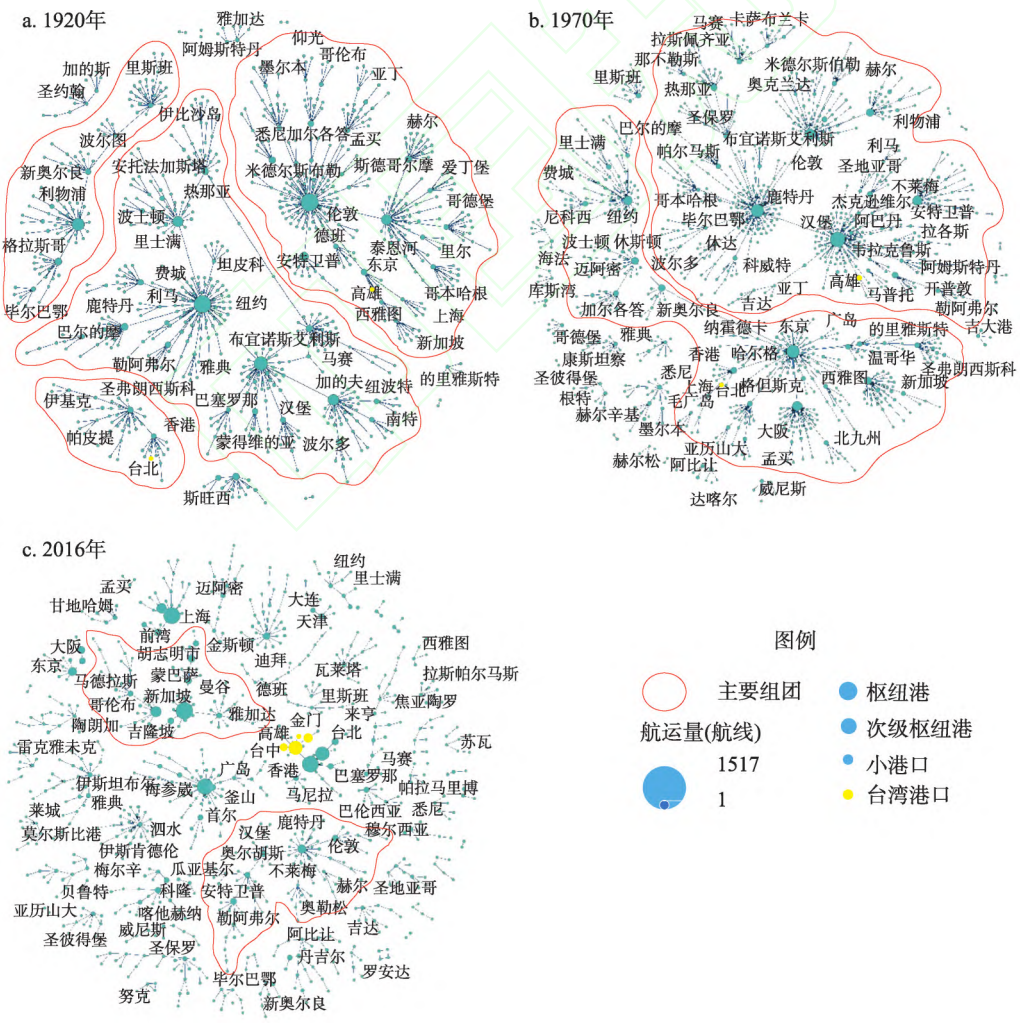 a. 1920年
雅加达
阿姆斯特丹
仰光
哥伦布
墨尔本
亚丁
加的斯
里斯班
圣约翰
伊比沙岛
波尔图
悉尼
加尔各答
孟买
赫尔
安托法加斯塔
新奥尔良
米德尔斯布勒
斯德哥尔摩
爱丁堡
利物浦
热那亚
哥德堡
波士顿
伦敦
格拉斯哥
里士满
德班
泰恩河
里尔
坦皮科
安特卫普
东京
费城
高雄
哥本哈根
毕尔巴鄂
鹿特丹
利马
纽约
西雅图
上海
巴尔的摩
布宜诺斯艾利斯
新加坡
勒阿弗尔
雅典
马赛
的里雅斯特
圣弗朗西斯科
加的夫
纽波特
伊基克
香港
巴塞罗那
汉堡
南特
帕皮提
蒙得维的亚
波尔多
台北
斯旺西
b. 1970年
马赛
卡萨布兰卡
拉斯佩齐亚
那不勒斯
米德尔斯伯勒
赫尔
里斯班
热那亚
奥克兰达
圣保罗
利物浦
巴尔的摩
布宜诺斯艾利斯
里士满
帕尔马斯
利马
伦敦
圣地亚哥
费城
不莱梅
哥本哈根
鹿特丹
杰克逊维尔
安特卫普
尼科西
纽约
毕尔巴鄂
汉堡
阿巴丹
拉各斯
波士顿
休斯顿
休达
韦拉克鲁斯
海法
迈阿密
波尔多
科威特
阿姆斯特丹
库斯湾
亚丁
高雄
马普托
开普敦
加尔各答
新奥尔良
吉达
勒阿弗尔
哥德堡
雅典
纳霍德卡
东京
广岛
的里雅斯特
吉大港
康斯坦察
香港
哈尔格
温哥华
圣弗朗西斯科
圣彼得堡
悉尼
上海
台北
格但斯克
西雅图
新加坡
根特
毛广岛
赫尔辛基
墨尔本
大阪
北九州
亚历山大
赫尔松
阿比让
孟买
达喀尔
威尼斯
c. 2016年
纽约
孟买
迈阿密
里士满
甘地哈姆
上海
大连
天津
前湾
大阪
胡志明市
金斯顿
西雅图
东京
蒙巴萨
迪拜
瓦莱塔
马德拉斯
曼谷
拉斯帕尔马斯
新加坡
德班
里斯班
焦亚陶罗
哥伦布
雅加达
金门
来亨
陶朗加
吉隆坡
高雄
台北
雷克雅未克
台中
苏瓦
广岛
香港
马赛
伊斯坦布尔
海参崴
巴塞罗那
雅典
釜山
马尼拉
帕拉马里搏
莱城
首尔
巴伦西亚
悉尼
莫尔斯比港
泗水
汉堡
鹿特丹
穆尔西亚
伊斯肯德伦
奥尔胡斯
伦敦
梅尔辛
瓜亚基尔
不莱梅
贝鲁特
科隆
安特卫普
赫尔
圣地亚哥
亚历山大
喀他赫纳
勒阿弗尔
奥勒松
圣彼得堡
威尼斯
阿比让
吉达
圣保罗
丹吉尔
毕尔巴鄂
罗安达
努克
新奥尔良
图例
主要组团
枢纽港
航运量(航线)
次级枢纽港
1517
小港口
1
台湾港口